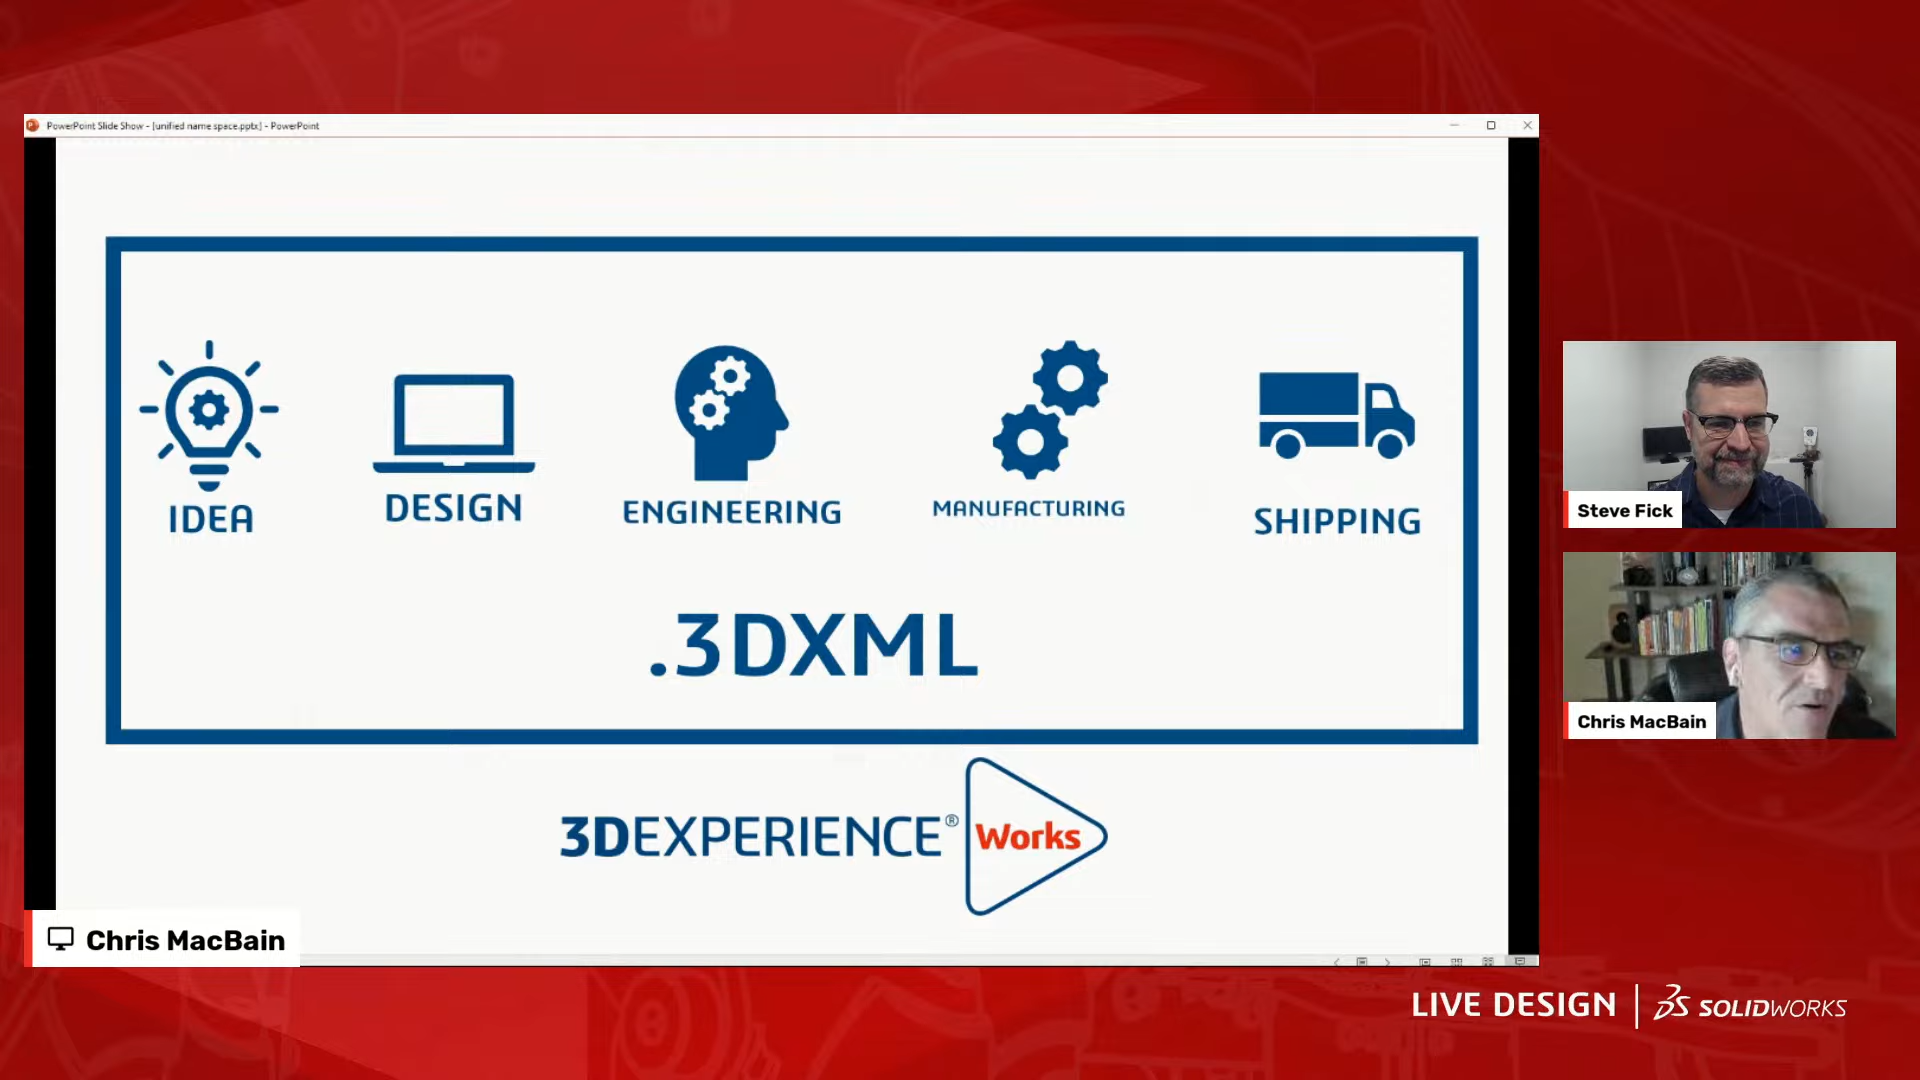 PowerPoint Slide Show - [unified name space.pptx] - PowerPoint
IDEA
DESIGN
ENGINEERING
MANUFACTURING
SHIPPING
.3DXML
3DEXPERIENCE®
Works
Chris MacBain
Steve Fick
Chris MacBain
LIVE DESIGN
SOLIDWORKS